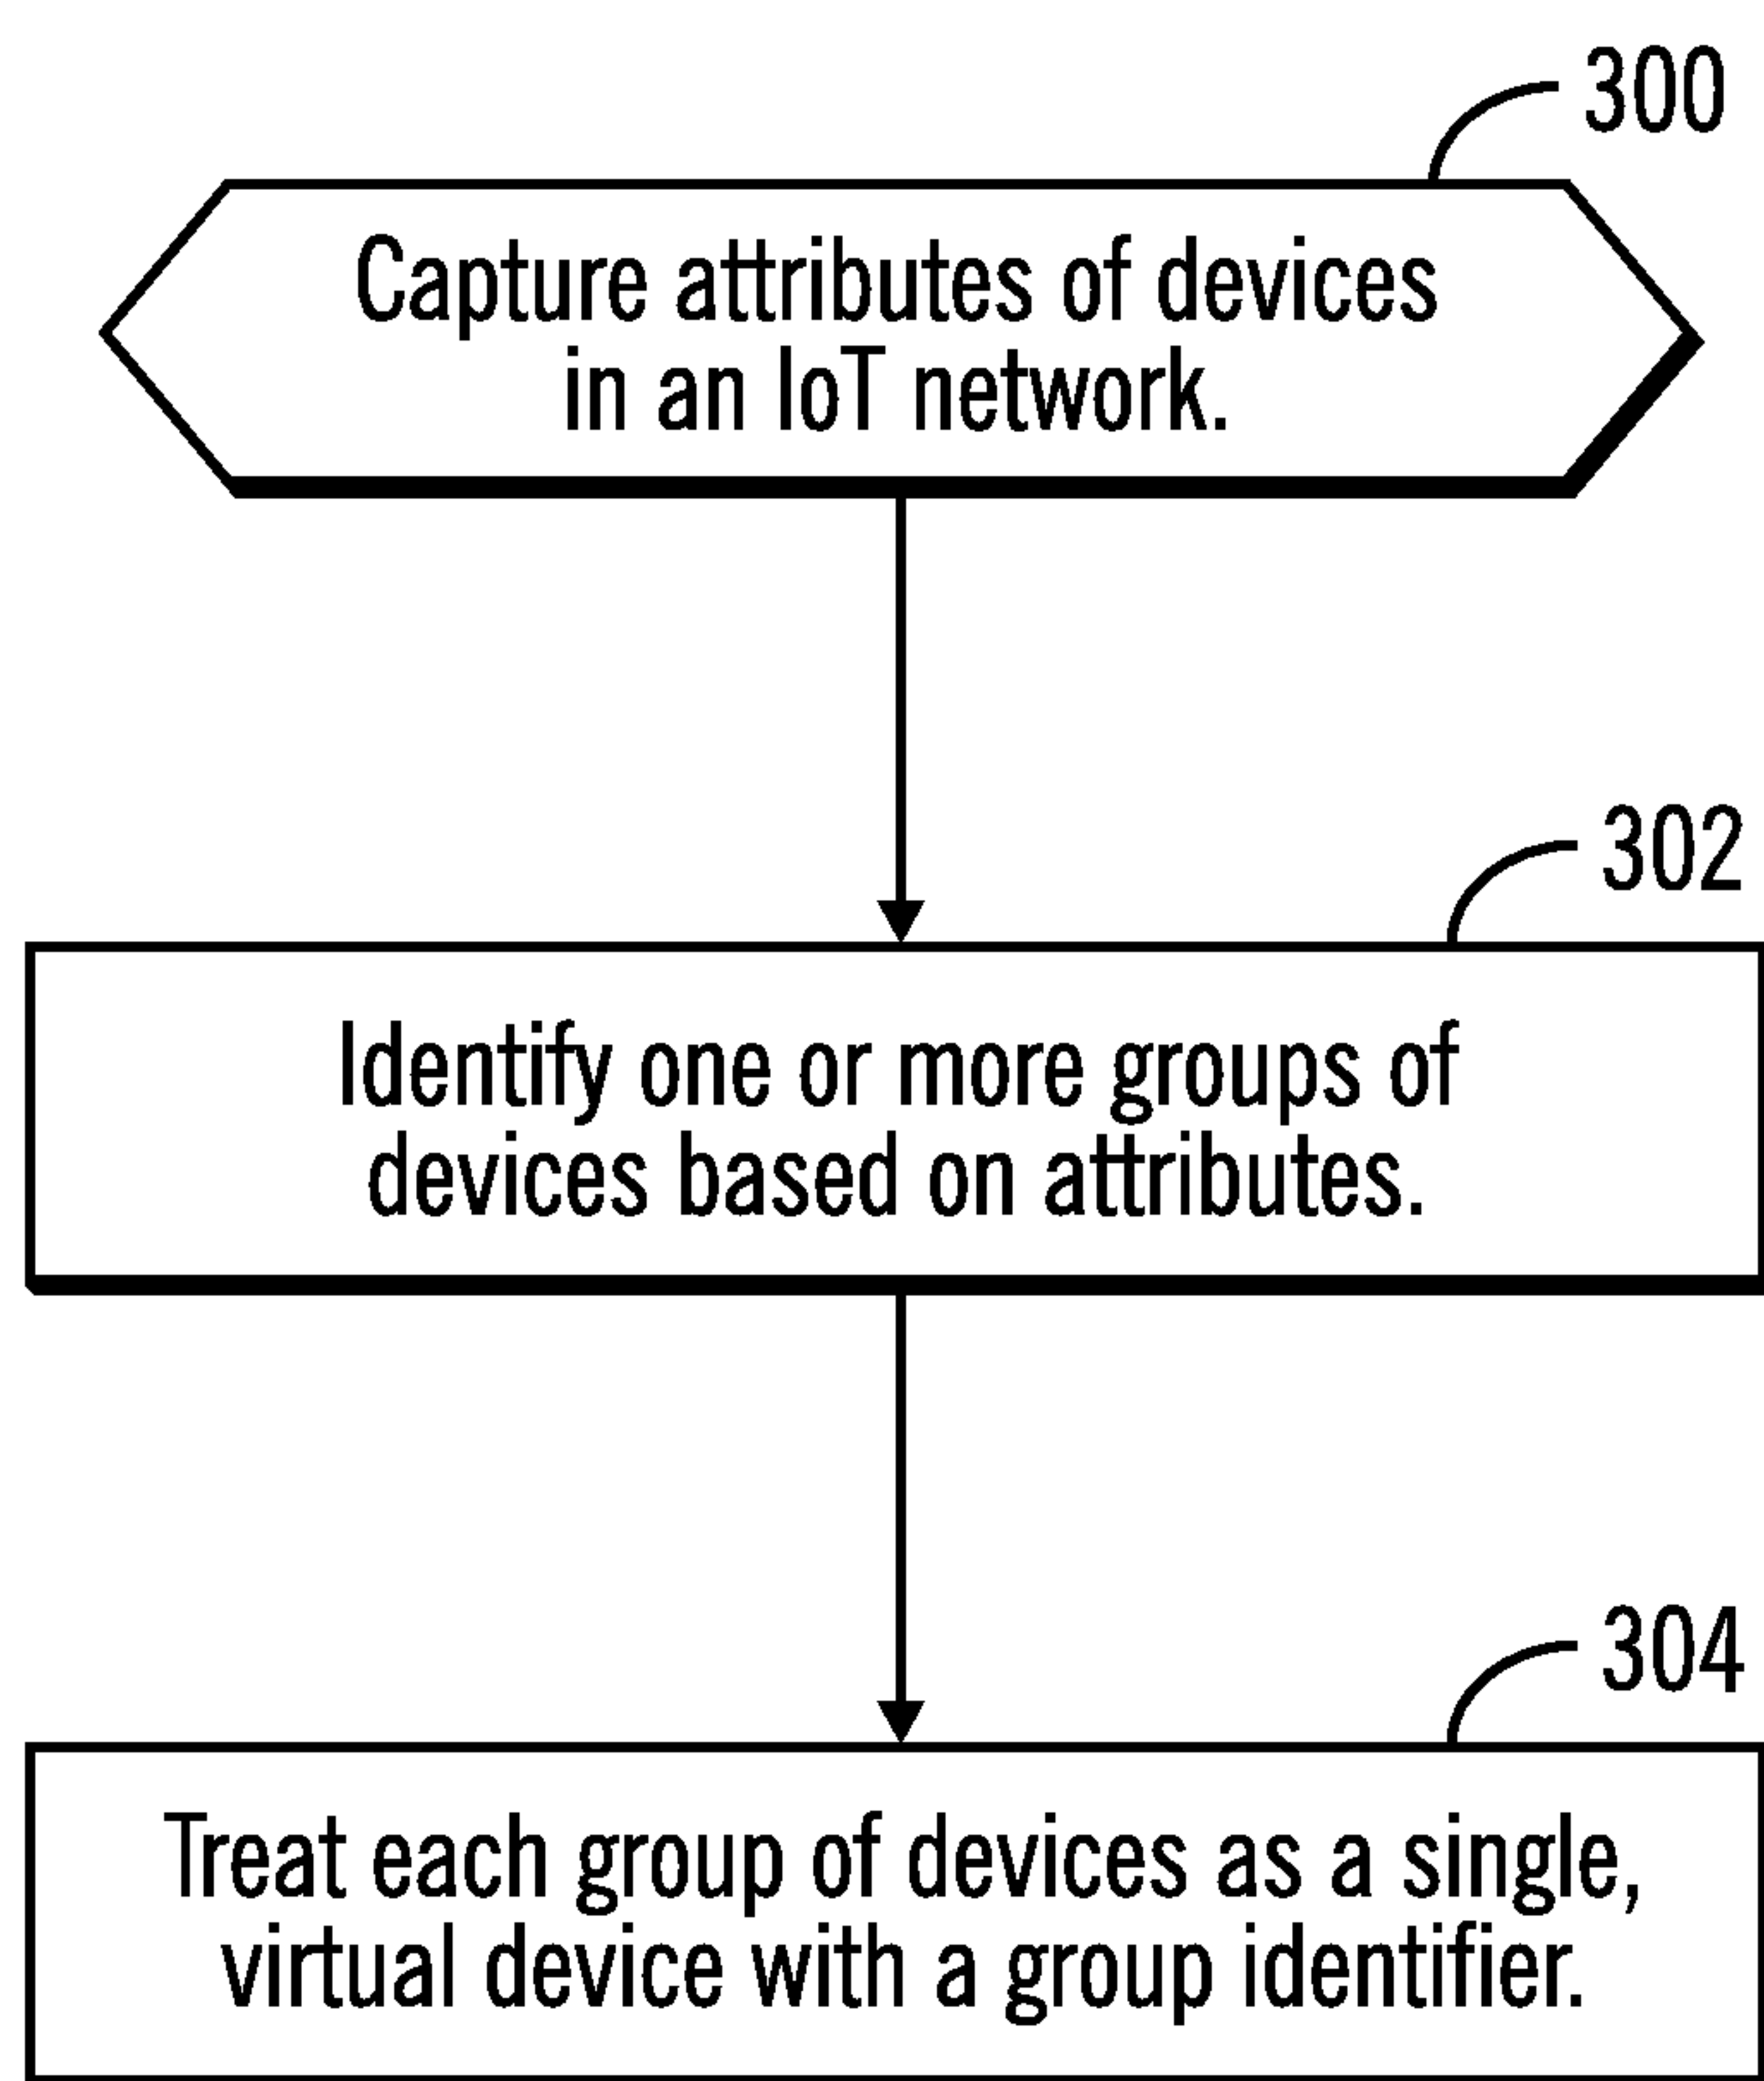 300
Capture attributes of devices
in an IoT network.
302
Identify one or more groups of
devices based on attributes.
304
Treat each group of devices as a single,
virtual device with a group identifier.